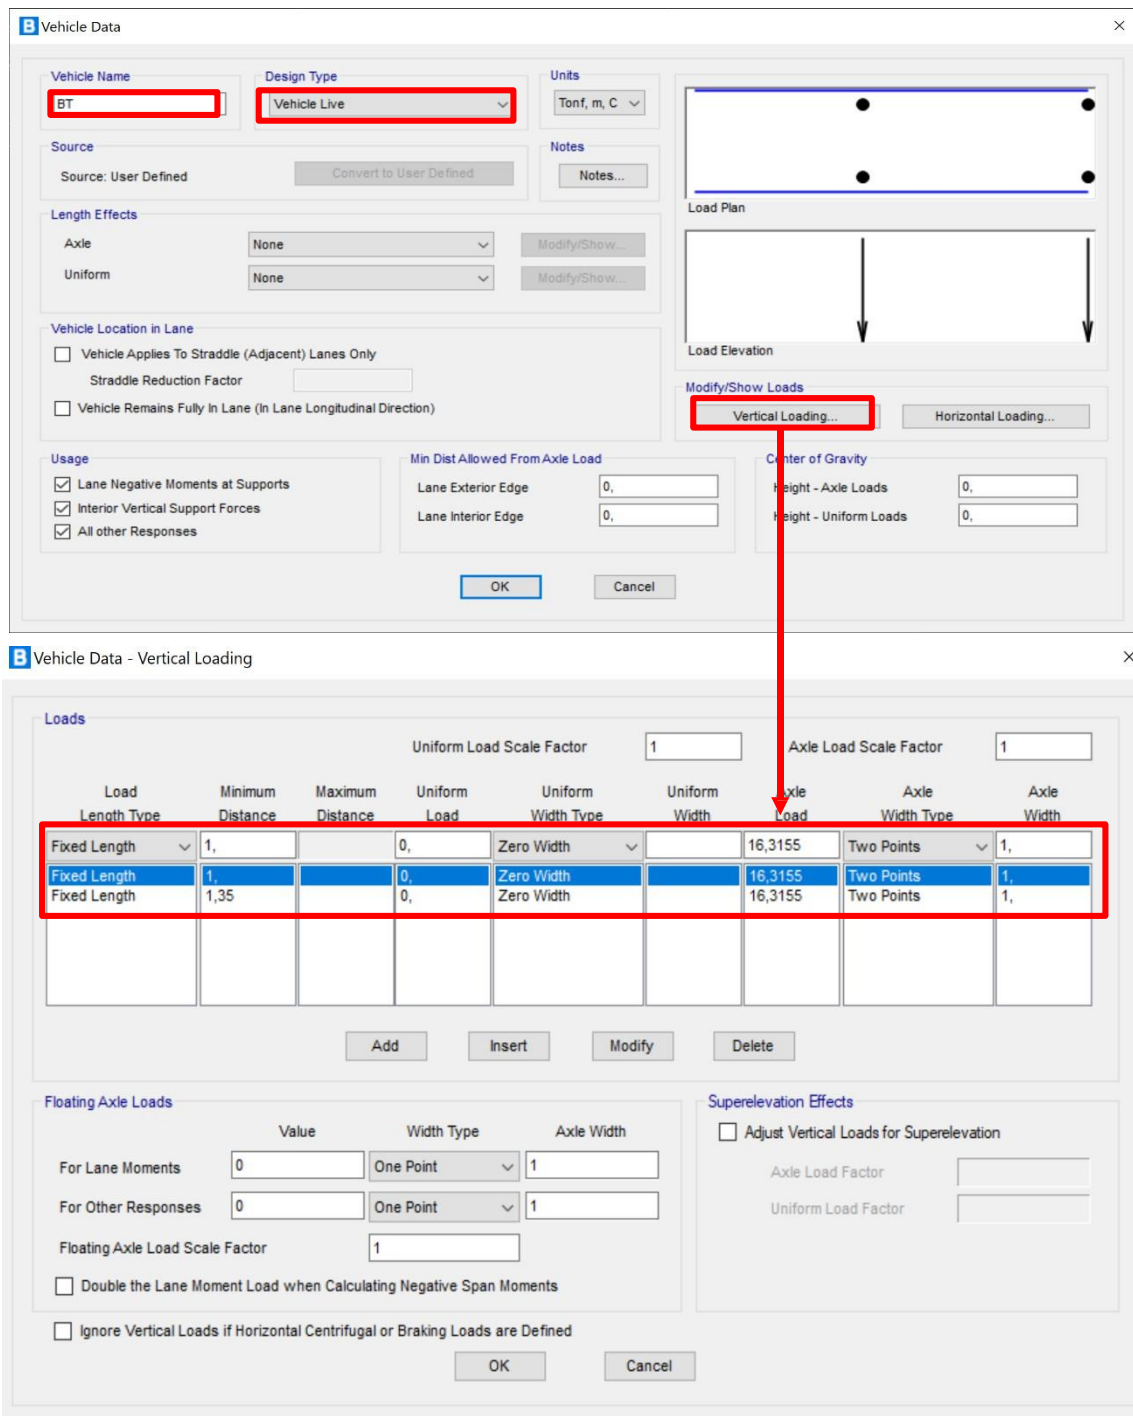 B Vehicle Data
Vehicle Name
Design Type
Units
BT
Vehicle Live
Tonf, m, C
Source
Notes
Source: User Defined
Convert to User Defined
Notes...
Load Plan
Length Effects
Axle
None
Modify/Show...
Uniform
None
Modify/Show...
Load Elevation
Vehicle Location in Lane
Vehicle Applies To Straddle (Adjacent) Lanes Only
Straddle Reduction Factor
Vehicle Remains Fully In Lane (In Lane Longitudinal Direction)
Modify/Show Loads
Vertical Loading...
Horizontal Loading...
Usage
Lane Negative Moments at Supports
Interior Vertical Support Forces
All other Responses
Min Dist Allowed From Axle Load
Lane Exterior Edge 0,
Lane Interior Edge 0,
Center of Gravity
Height - Axle Loads 0,
Height - Uniform Loads 0,
OK Cancel
B Vehicle Data - Vertical Loading
Loads
Uniform Load Scale Factor 1 Axle Load Scale Factor 1
Load Minimum Maximum Uniform Uniform Uniform Axle Axle Axle
Length Type Distance Distance Load Width Type Width Load Width Type Width
Fixed Length 1, 0, Zero Width 16,3155 Two Points 1,
Fixed Length 1, 0, Zero Width 16,3155 Two Points 1,
Fixed Length 1,35 0, Zero Width 16,3155 Two Points 1,
Add Insert Modify Delete
Floating Axle Loads
Value Width Type Axle Width
For Lane Moments 0 One Point 1
For Other Responses 0 One Point 1
Floating Axle Load Scale Factor 1
Double the Lane Moment Load when Calculating Negative Span Moments
Superelevation Effects
Adjust Vertical Loads for Superelevation
Axle Load Factor
Uniform Load Factor
Ignore Vertical Loads if Horizontal Centrifugal or Braking Loads are Defined
OK Cancel